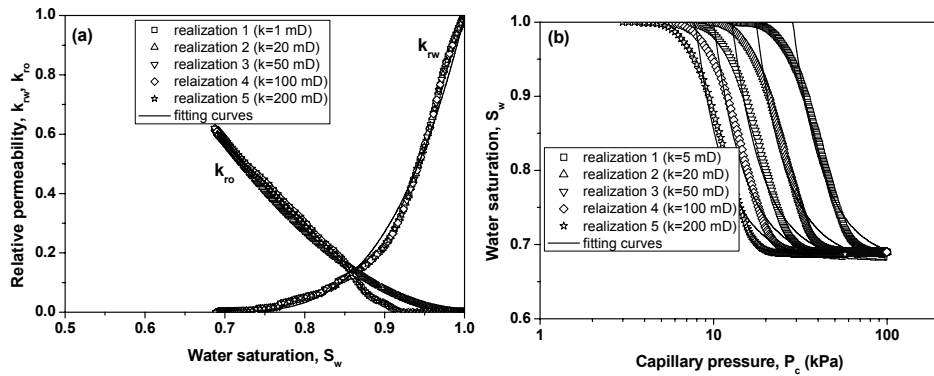 (a)
realization 1 (k=1 mD)
realization 2 (k=20 mD)
realization 3 (k=50 mD)
relaization 4 (k=100 mD)
realization 5 (k=200 mD)
fitting curves
k_rw
k_ro
Relative permeability, k_rw, k_ro
1.0
0.8
0.6
0.4
0.2
0.0
0.5 0.6 0.7 0.8 0.9 1.0
Water saturation, S_w
(b)
realization 1 (k=5 mD)
realization 2 (k=20 mD)
realization 3 (k=50 mD)
relaization 4 (k=100 mD)
realization 5 (k=200 mD)
fitting curves
Water saturation, S_w
1.0
0.9
0.8
0.7
0.6
1 10 100
Capillary pressure, P_c (kPa)